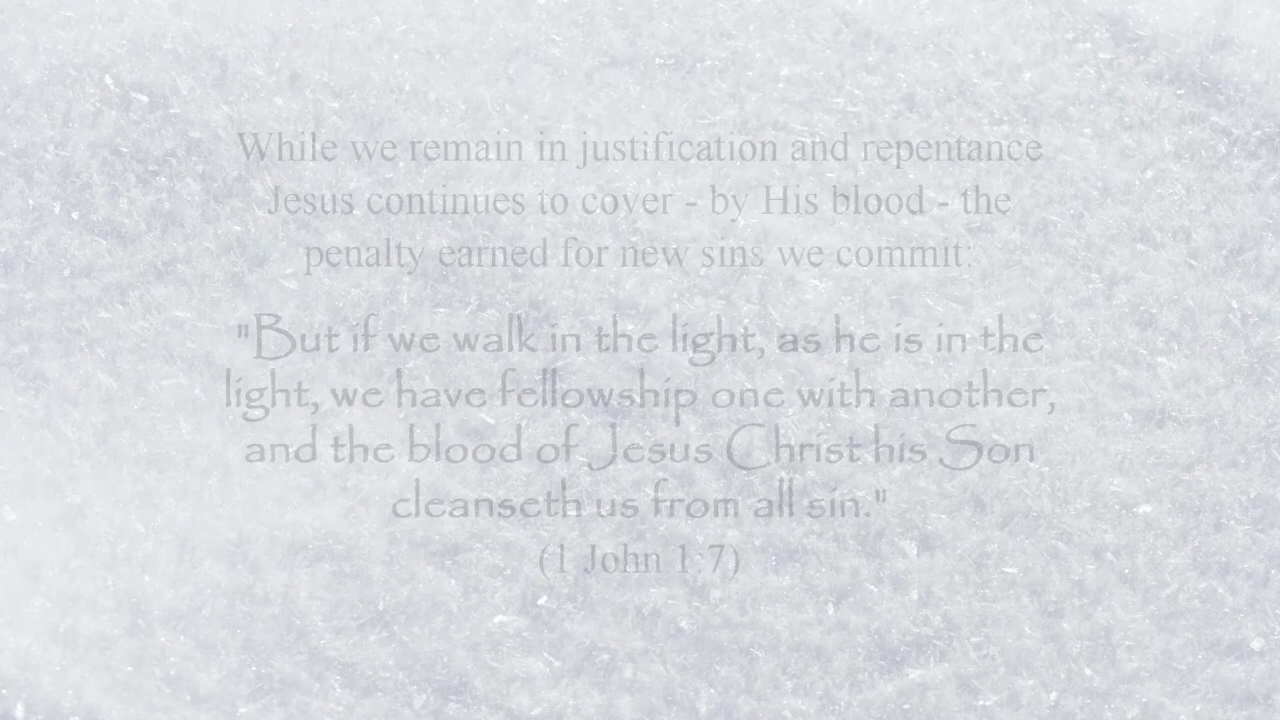 While we remain in justification and repentance
Jesus continues to cover - by His blood - the
penalty earned for new sins we commit:
"But if we walk in the light, as he is in the
light, we have fellowship one with another,
and the blood of Jesus Christ his Son
cleanseth us from all sin."
(1 John 1:7)